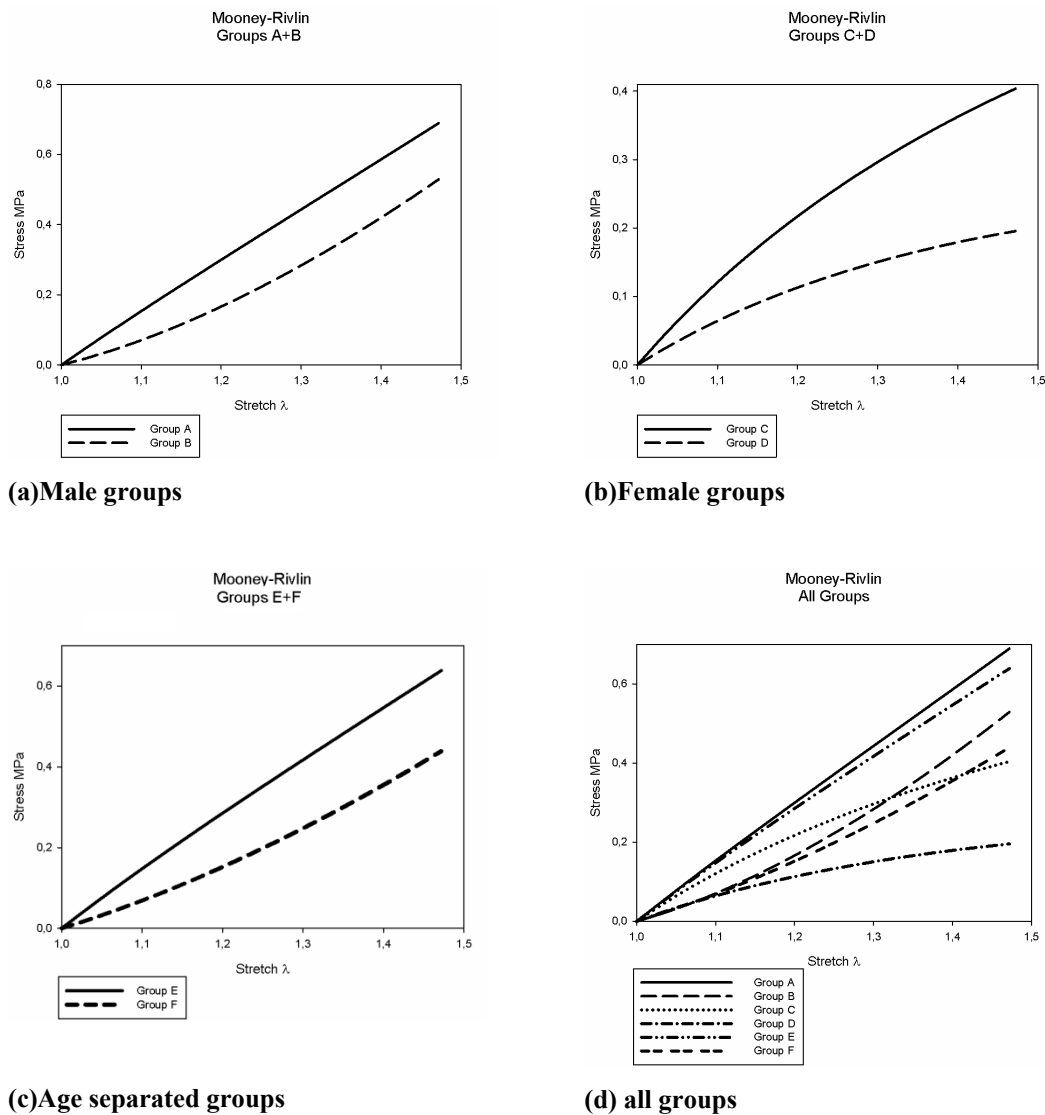 Mooney-Rivlin
Groups A+B
0,8
0,6
0,4
0,2
0,0
Stress MPa
1,0 1,1 1,2 1,3 1,4 1,5
Stretch λ
Group A
Group B
(a)Male groups
Mooney-Rivlin
Groups C+D
0,4
0,3
0,2
0,1
0,0
Stress MPa
1,0 1,1 1,2 1,3 1,4 1,5
Stretch λ
Group C
Group D
(b)Female groups
Mooney-Rivlin
Groups E+F
0,6
0,4
0,2
0,0
Stress MPa
1,0 1,1 1,2 1,3 1,4 1,5
Stretch λ
Group E
Group F
(c)Age separated groups
Mooney-Rivlin
All Groups
0,6
0,4
0,2
0,0
Stress MPa
1,0 1,1 1,2 1,3 1,4 1,5
Stretch λ
Group A
Group B
Group C
Group D
Group E
Group F
(d) all groups